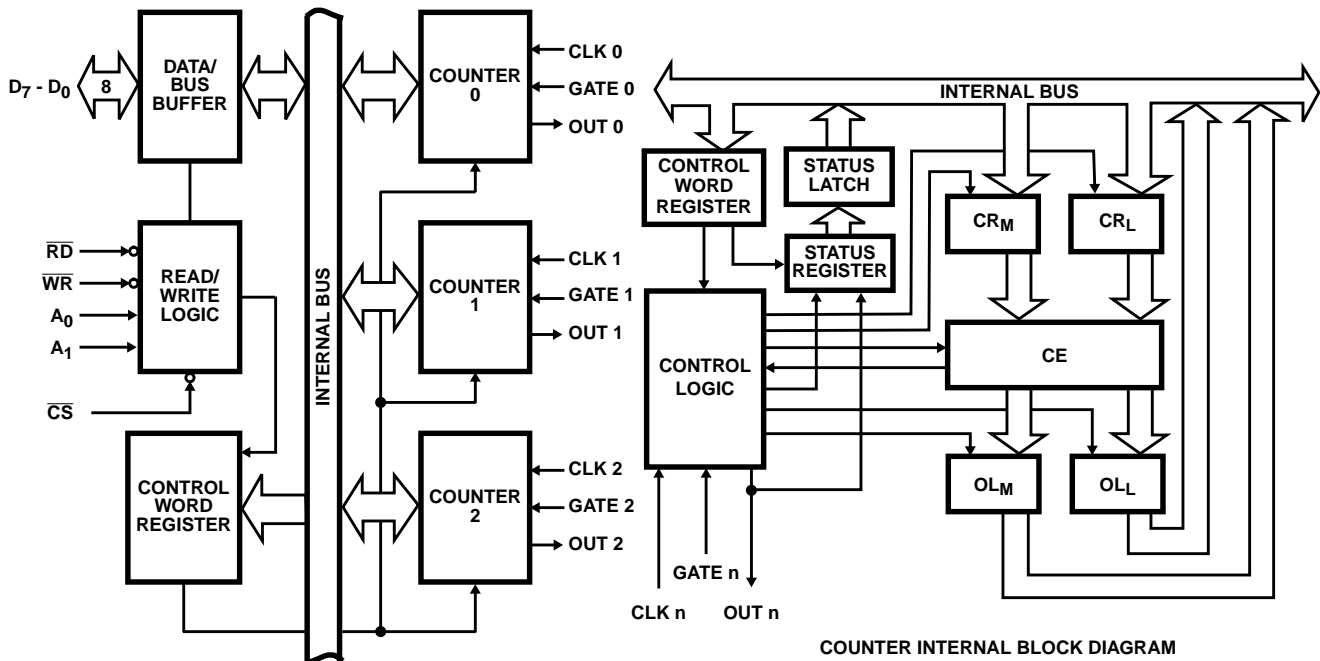 D7 - D0
8
DATA/
BUS
BUFFER
RD
WR
A0
A1
CS
READ/
WRITE
LOGIC
CONTROL
WORD
REGISTER
INTERNAL BUS
COUNTER
0
CLK 0
GATE 0
OUT 0
COUNTER
1
CLK 1
GATE 1
OUT 1
COUNTER
2
CLK 2
GATE 2
OUT 2
INTERNAL BUS
CONTROL
WORD
REGISTER
STATUS
LATCH
STATUS
REGISTER
CRM
CRL
CONTROL
LOGIC
CE
OLM
OLL
GATE n
CLK n
OUT n
COUNTER INTERNAL BLOCK DIAGRAM